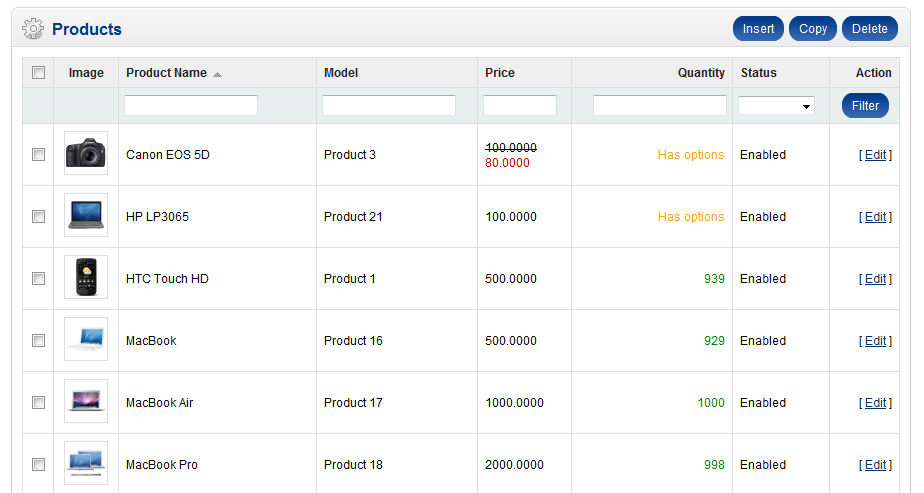 Products
Insert Copy Delete
Image Product Name Model Price Quantity Status Action
Filter
Canon EOS 5D Product 3 100.0000 Has options Enabled [ Edit ]
80.0000
HP LP3065 Product 21 100.0000 Has options Enabled [ Edit ]
HTC Touch HD Product 1 500.0000 939 Enabled [ Edit ]
MacBook Product 16 500.0000 929 Enabled [ Edit ]
MacBook Air Product 17 1000.0000 1000 Enabled [ Edit ]
MacBook Pro Product 18 2000.0000 998 Enabled [ Edit ]